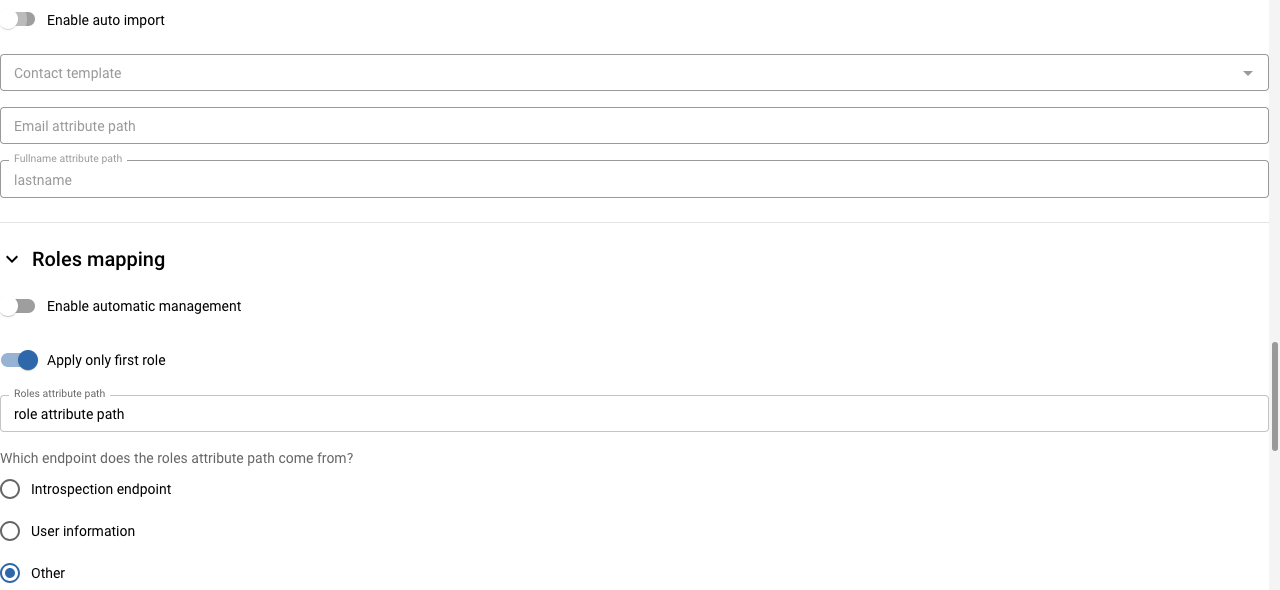 Enable auto import
Contact template
Email attribute path
Fullname attribute path
lastname
Roles mapping
Enable automatic management
Apply only first role
Roles attribute path
role attribute path
Which endpoint does the roles attribute path come from?
Introspection endpoint
User information
Other